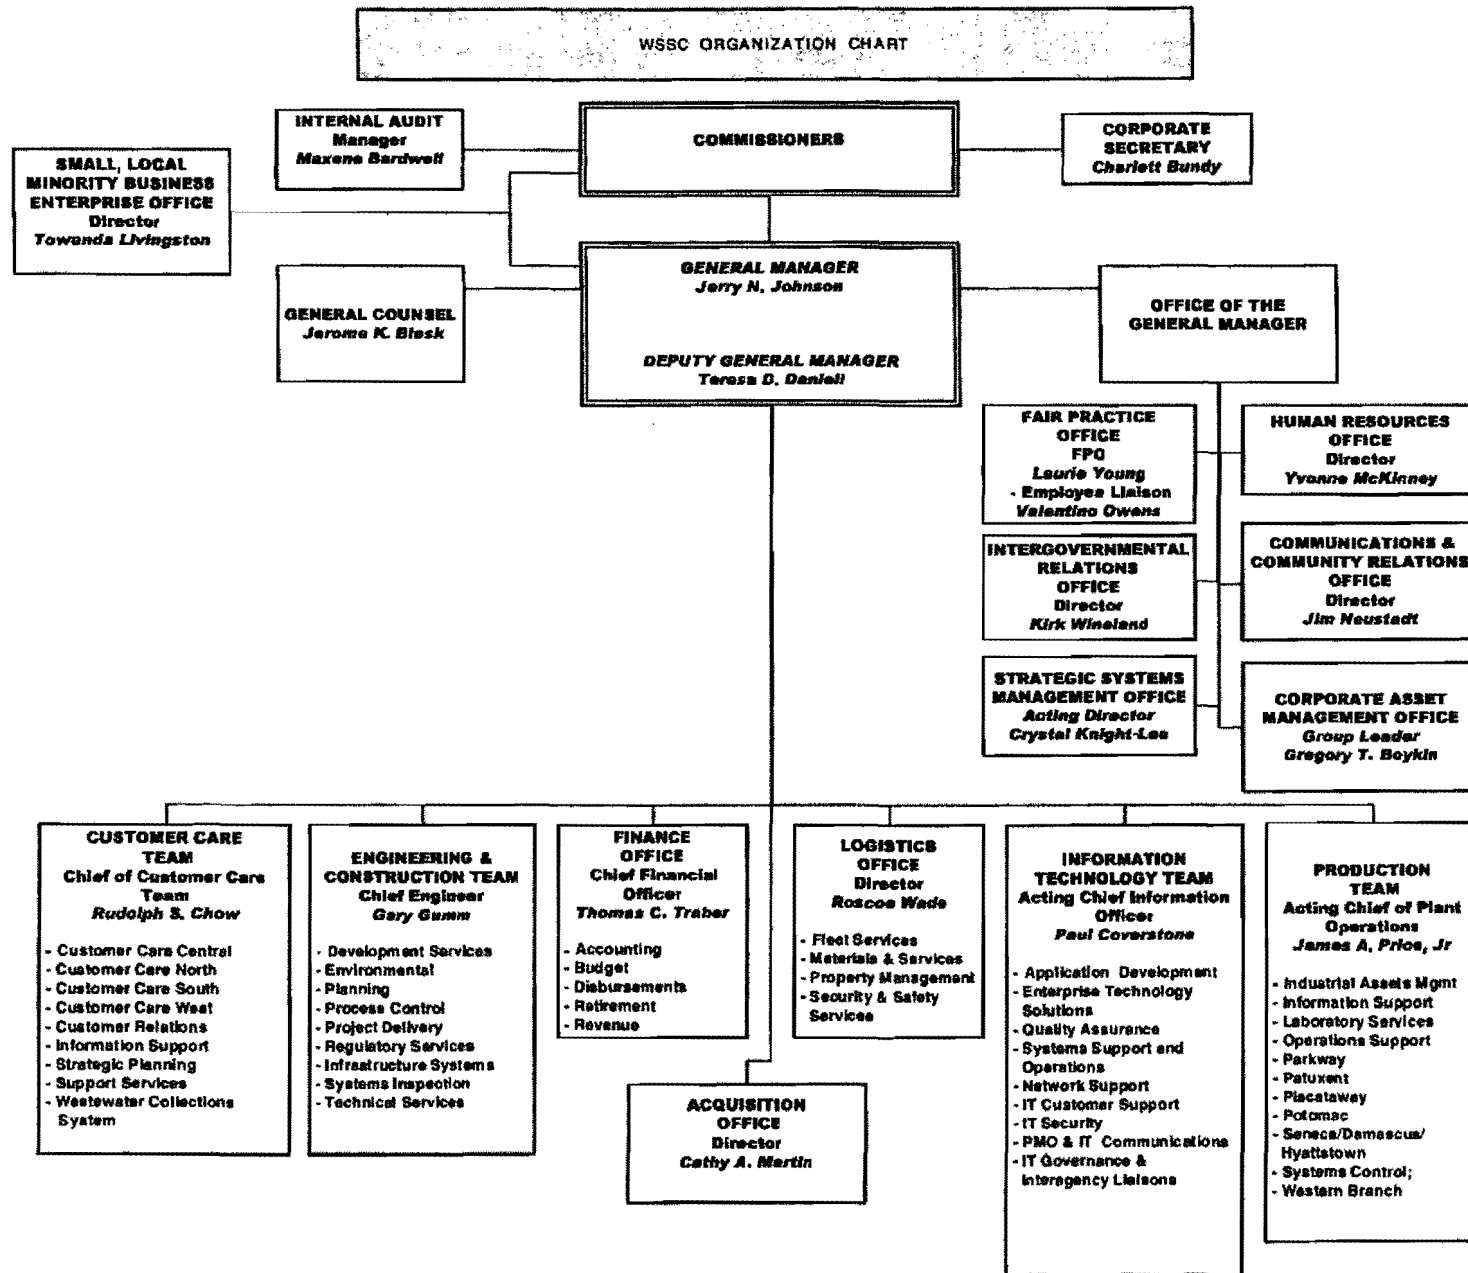 WSSC ORGANIZATION CHART
INTERNAL AUDIT
Manager
Maxene Bardwell
COMMISSIONERS
CORPORATE
SECRETARY
Charlett Bundy
SMALL, LOCAL
MINORITY BUSINESS
ENTERPRISE OFFICE
Director
Towanda Livingston
GENERAL MANAGER
Jerry N. Johnson
DEPUTY GENERAL MANAGER
Teresa D. Daniell
GENERAL COUNSEL
Jerome K. Blask
OFFICE OF THE
GENERAL MANAGER
FAIR PRACTICE
OFFICE
FPO
Laurie Young
- Employee Liaison
Valentino Owens
HUMAN RESOURCES
OFFICE
Director
Yvonne McKinney
INTERGOVERNMENTAL
RELATIONS
OFFICE
Director
Kirk Wineland
COMMUNICATIONS &
COMMUNITY RELATIONS
OFFICE
Director
Jim Neustadt
STRATEGIC SYSTEMS
MANAGEMENT OFFICE
Acting Director
Crystal Knight-Lee
CORPORATE ASSET
MANAGEMENT OFFICE
Group Leader
Gregory T. Boykin
CUSTOMER CARE
TEAM
Chief of Customer Care
Team
Rudolph S. Chow
- Customer Care Central
- Customer Care North
- Customer Care South
- Customer Care West
- Customer Relations
- Information Support
- Strategic Planning
- Support Services
- Wastewater Collections
System
ENGINEERING &
CONSTRUCTION TEAM
Chief Engineer
Gary Gumm
- Development Services
- Environmental
- Planning
- Process Control
- Project Delivery
- Regulatory Services
- Infrastructure Systems
- Systems Inspection
- Technical Services
FINANCE
OFFICE
Chief Financial
Officer
Thomas C. Traber
- Accounting
- Budget
- Disbursements
- Retirement
- Revenue
LOGISTICS
OFFICE
Director
Roscoe Wade
- Fleet Services
- Materials & Services
- Property Management
- Security & Safety
Services
ACQUISITION
OFFICE
Director
Cathy A. Martin
INFORMATION
TECHNOLOGY TEAM
Acting Chief Information
Officer
Paul Coverstone
- Application Development
- Enterprise Technology
Solutions
- Quality Assurance
- Systems Support and
Operations
- Network Support
- IT Customer Support
- IT Security
- PMO & IT Communications
- IT Governance &
Interagency Liaisons
PRODUCTION
TEAM
Acting Chief of Plant
Operations
James A. Price, Jr
- Industrial Assets Mgmt
- Information Support
- Laboratory Services
- Operations Support
- Parkway
- Patuxent
- Piscataway
- Potomac
- Seneca/Damascus/
Hyattstown
- Systems Control;
- Western Branch